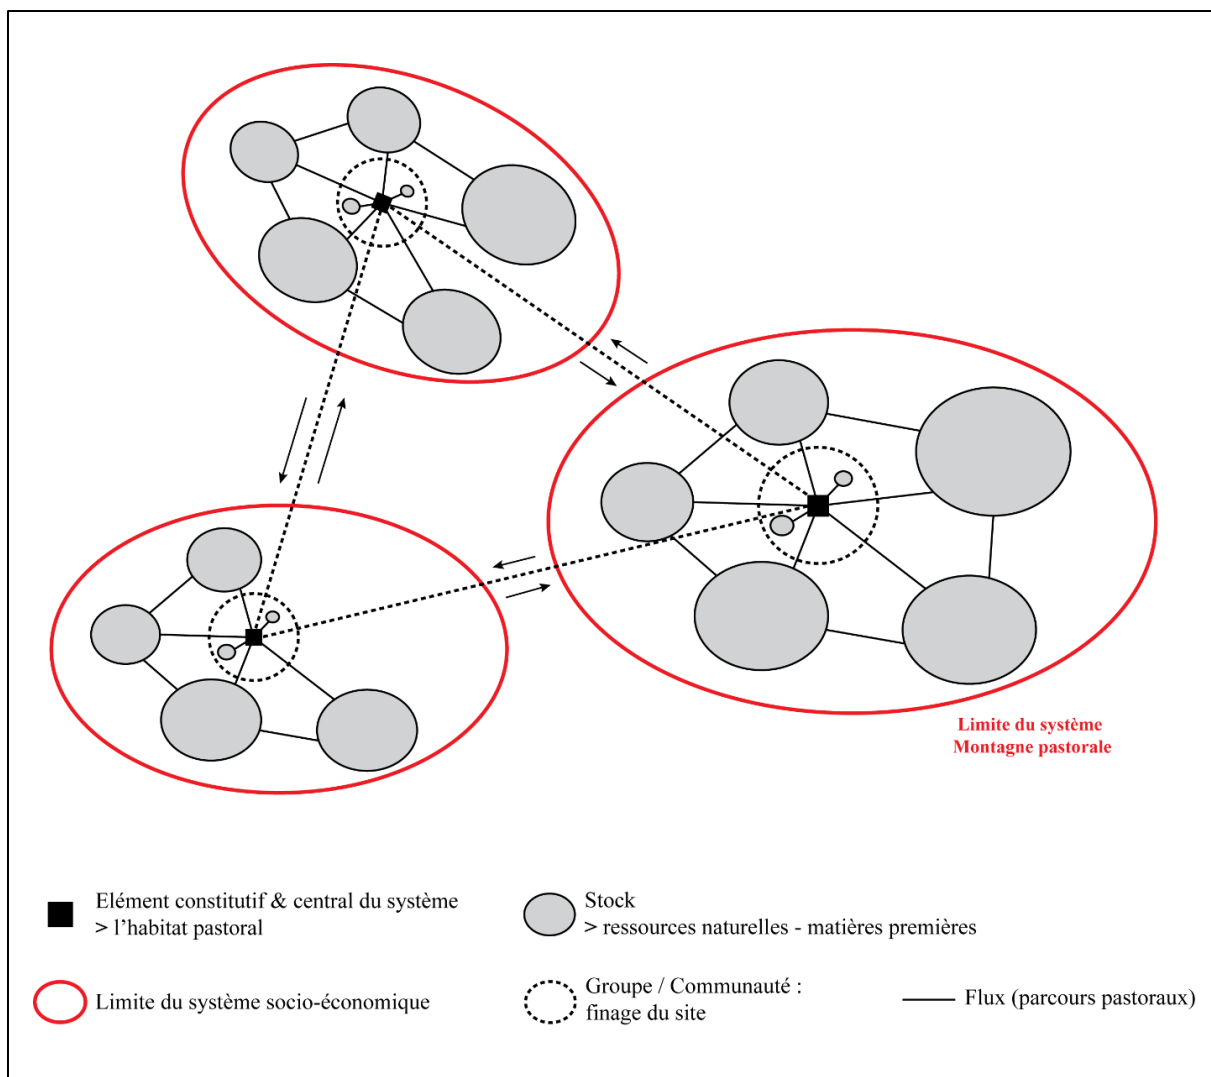 Limite du système
Montagne pastorale
Elément constitutif & central du système
> l'habitat pastoral
Stock
> ressources naturelles - matières premières
Limite du système socio-économique
Groupe / Communauté :
finage du site
Flux (parcours pastoraux)